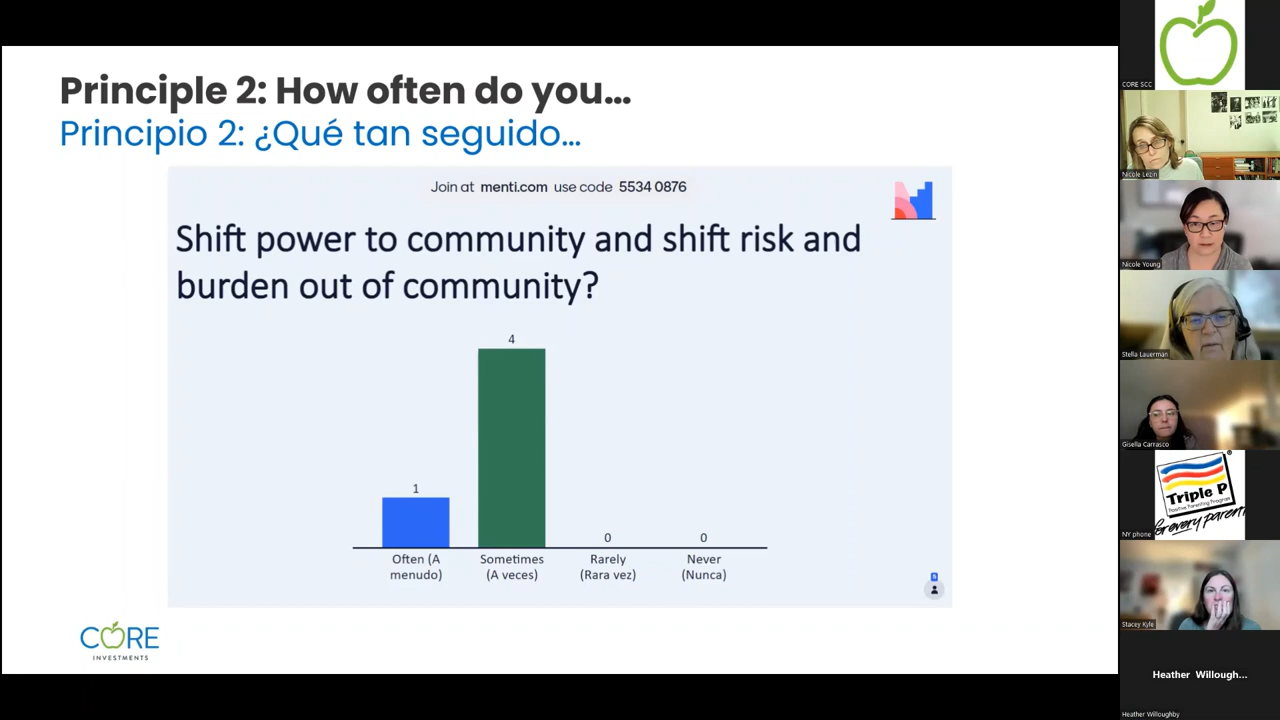 Principle 2: How often do you...
Principio 2: ¿Qué tan seguido...
Join at menti.com use code 5534 0876
Shift power to community and shift risk and
burden out of community?
4
1
0
0
Often (A
menudo)
Sometimes
(A veces)
Rarely
(Rara vez)
Never
(Nunca)
CORE
INVESTMENTS
CORE SCC
Nicole Lezin
Nicole Young
Stella Lauerman
Gisella Carrasco
Triple P
Positive Parenting Program
for every parent
NY phone
Stacey Kyle
Heather Willough...
Heather Willoughby